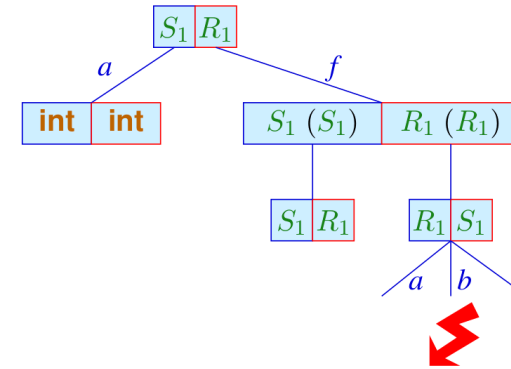 S₁ R₁
a f
int int S₁ (S₁) R₁ (R₁)
S₁ R₁ R₁ S₁
a b